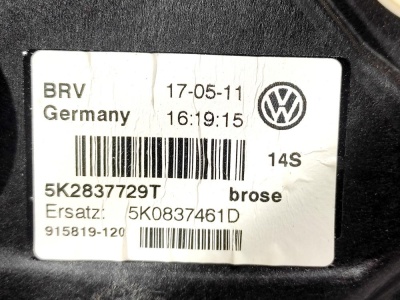 BRV 17-05-11
Germany 16:19:15
14S
5K2837729T brose
Ersatz: 5K0837461D
915819-120